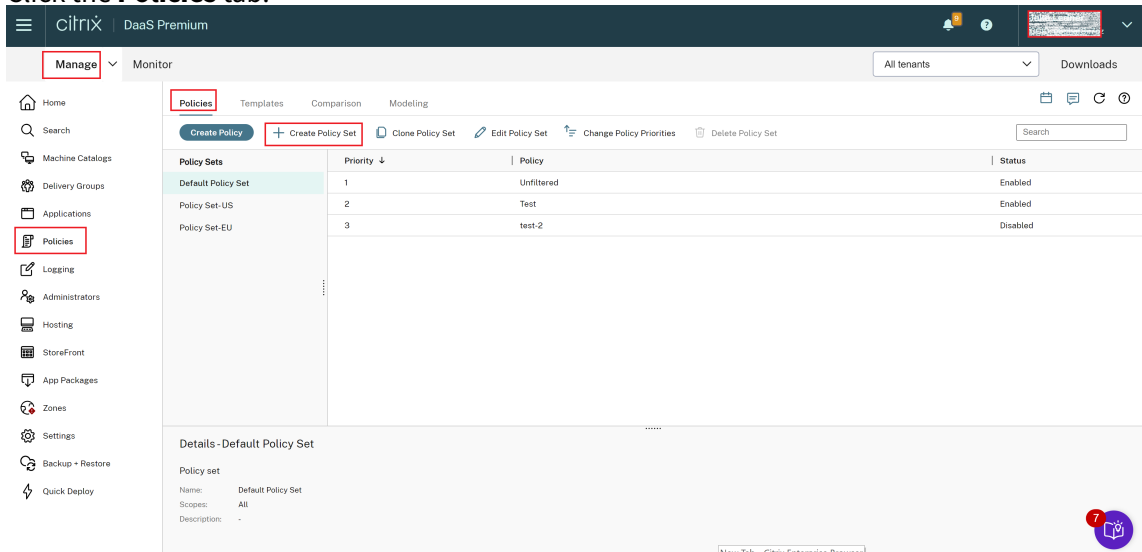 Click the Policies tab.
citrix | DaaS Premium
9
Manage Monitor
All tenants
Downloads
Home
Search
Machine Catalogs
Delivery Groups
Applications
Policies
Logging
Administrators
Hosting
StoreFront
App Packages
Zones
Settings
Backup + Restore
Quick Deploy
Policies Templates Comparison Modeling
Create Policy Create Policy Set Clone Policy Set Edit Policy Set Change Policy Priorities Delete Policy Set
Search
Policy Sets
Default Policy Set
Policy Set-US
Policy Set-EU
Priority ↓ Policy Status
1 Unfiltered Enabled
2 Test Enabled
3 test-2 Disabled
Details - Default Policy Set
Policy set
Name: Default Policy Set
Scopes: All
Description: -
7